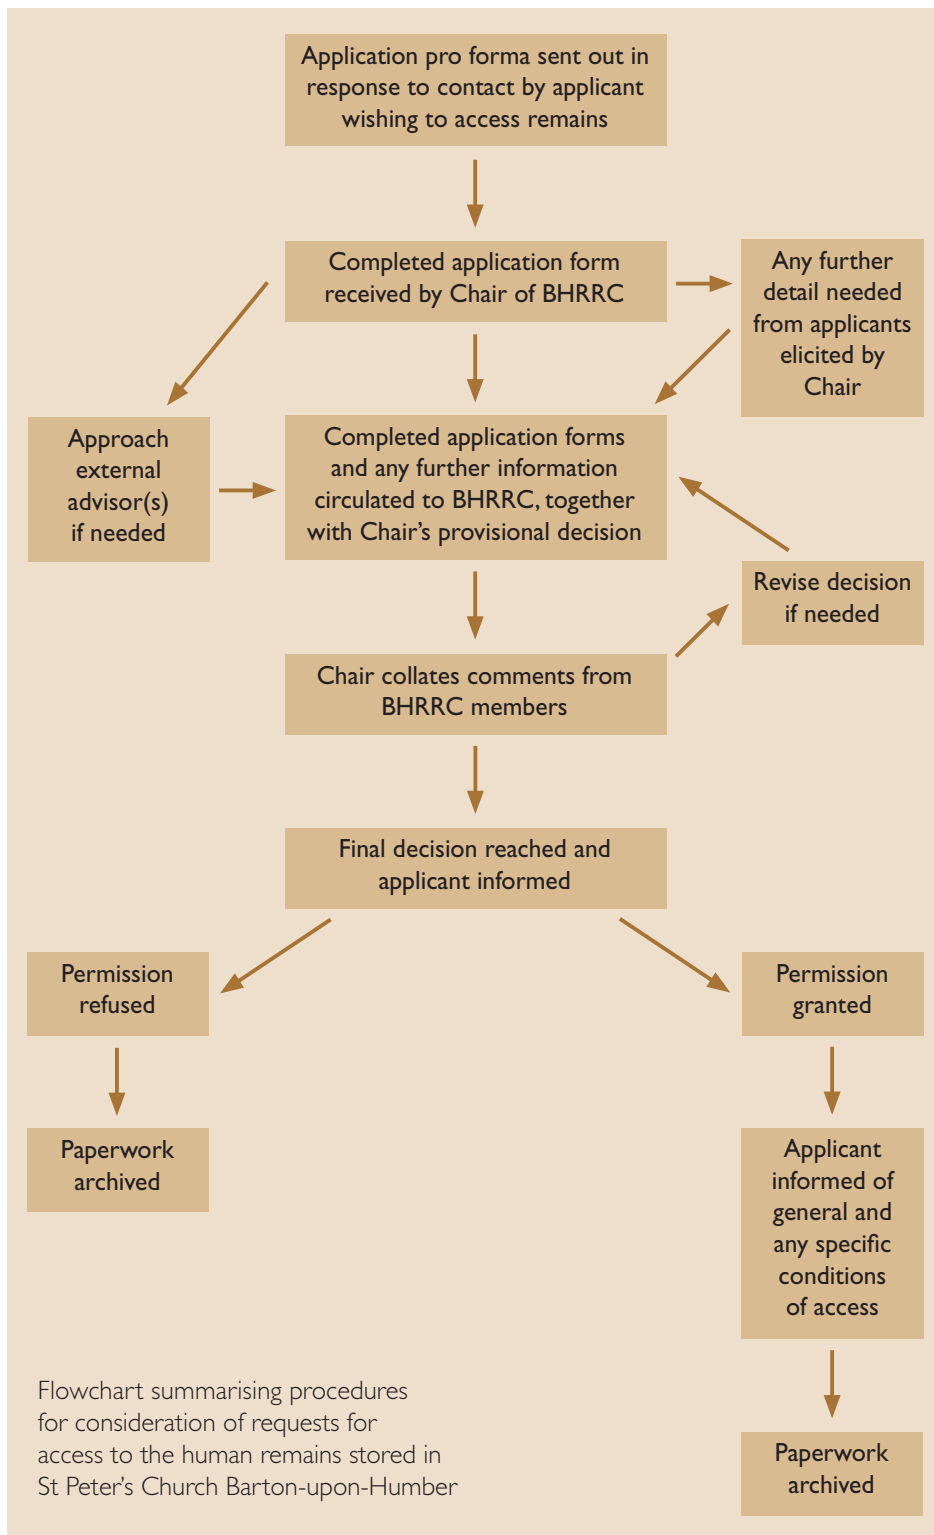 Application pro forma sent out in
response to contact by applicant
wishing to access remains
Completed application form
received by Chair of BHRRC
Any further
detail needed
from applicants
elicited by
Chair
Approach
external
advisor(s)
if needed
Completed application forms
and any further information
circulated to BHRRC, together
with Chair’s provisional decision
Revise decision
if needed
Chair collates comments from
BHRRC members
Final decision reached and
applicant informed
Permission
refused
Permission
granted
Paperwork
archived
Applicant
informed of
general and
any specific
conditions
of access
Paperwork
archived
Flowchart summarising procedures
for consideration of requests for
access to the human remains stored in
St Peter’s Church Barton-upon-Humber